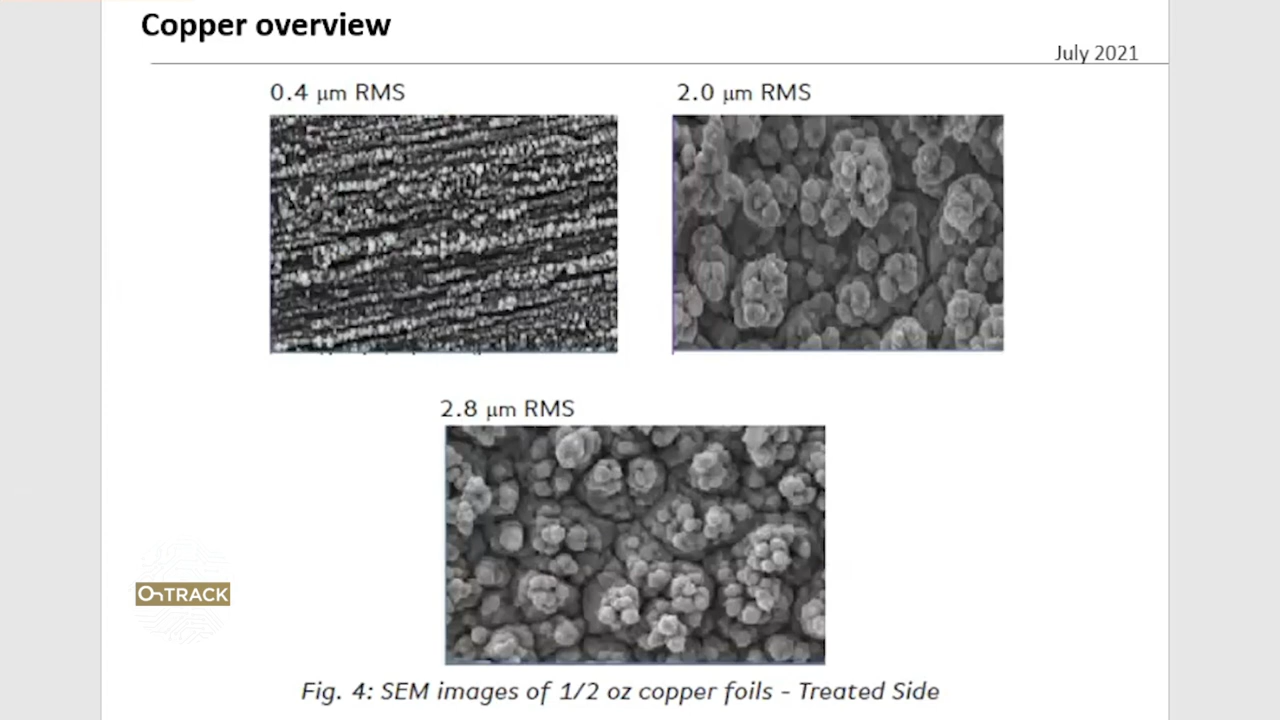 Copper overview
July 2021
0.4 μm RMS
2.0 μm RMS
2.8 μm RMS
OnTRACK
Fig. 4: SEM images of 1/2 oz copper foils - Treated Side